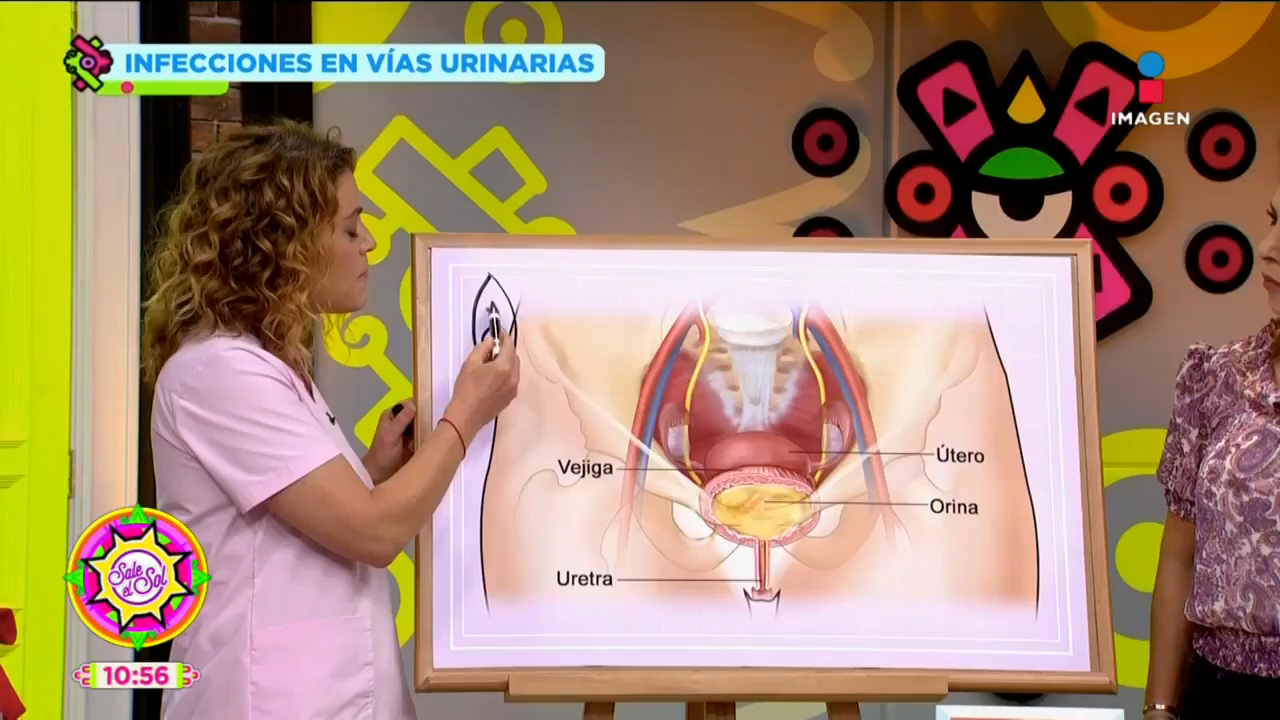 INFECCIONES EN VÍAS URINARIAS
IMAGEN
Vejiga
Útero
Orina
Uretra
Sale
el Sol
10:56